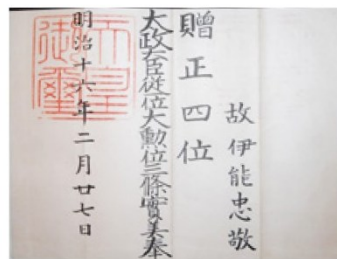 故伊能忠敬
贈正四位
太政大臣從一位大勲位三條實美奉
明治十六年二月廿七日
天皇御璽